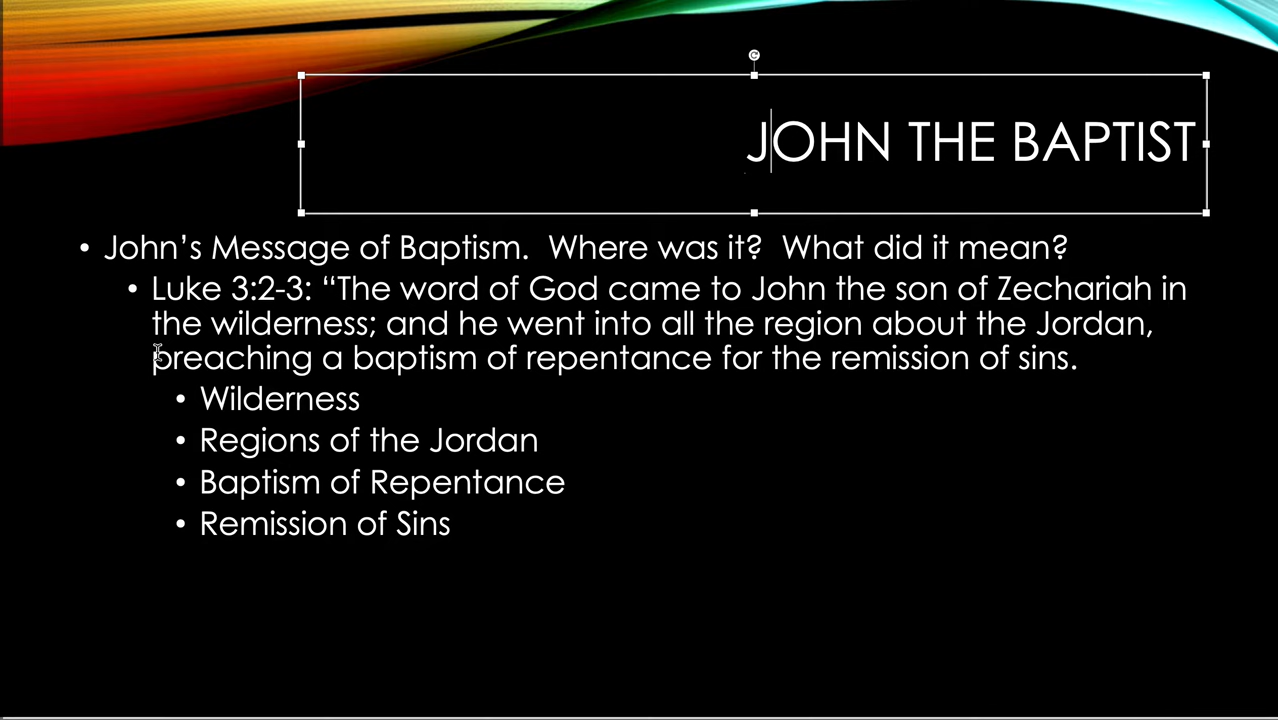 JOHN THE BAPTIST
• John’s Message of Baptism.  Where was it?  What did it mean?
• Luke 3:2-3: “The word of God came to John the son of Zechariah in
the wilderness; and he went into all the region about the Jordan,
preaching a baptism of repentance for the remission of sins.
• Wilderness
• Regions of the Jordan
• Baptism of Repentance
• Remission of Sins